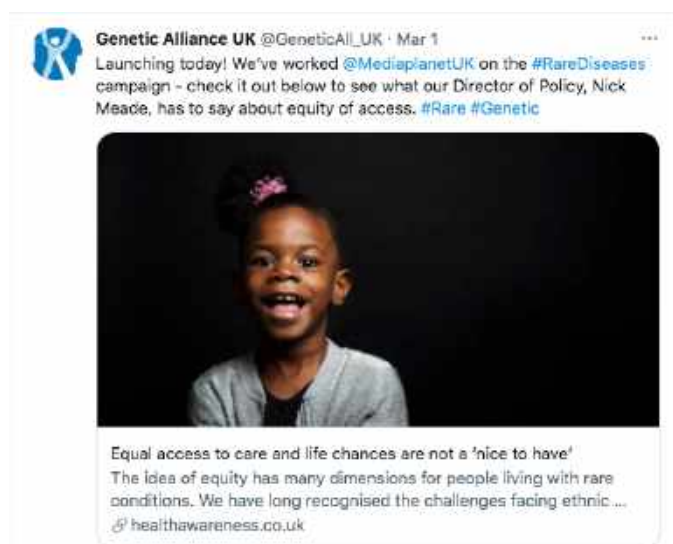 Genetic Alliance UK @GeneticAll_UK · Mar 1
Launching today! We've worked @MediaplanetUK on the #RareDiseases
campaign - check it out below to see what our Director of Policy, Nick
Meade, has to say about equity of access. #Rare #Genetic
Equal access to care and life chances are not a 'nice to have'
The idea of equity has many dimensions for people living with rare
conditions. We have long recognised the challenges facing ethnic ...
healthawareness.co.uk